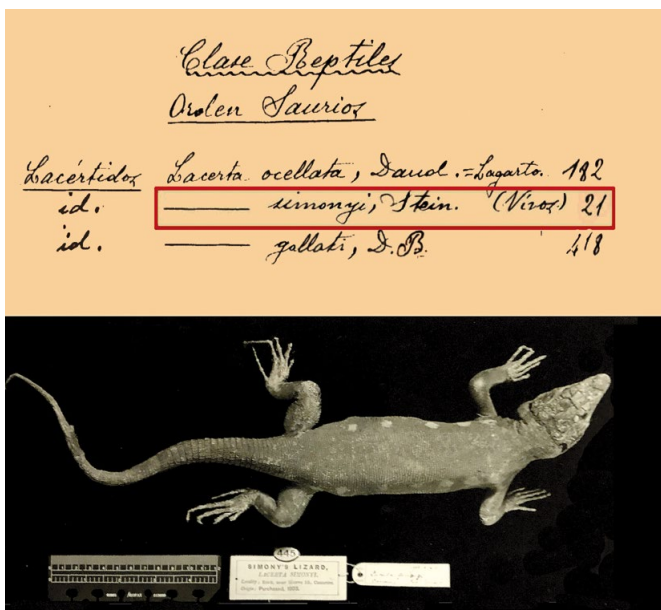 Clase Reptiles
Orden Saurios
Lacértidos Lacerta ocellata, Daud. = Lagarto. 182
id. —— simonyi, Stein. (Vivos) 21
id. —— galloti, D.B. 418
445
SIMONY'S LIZARD,
LACERTA SIMONYI.